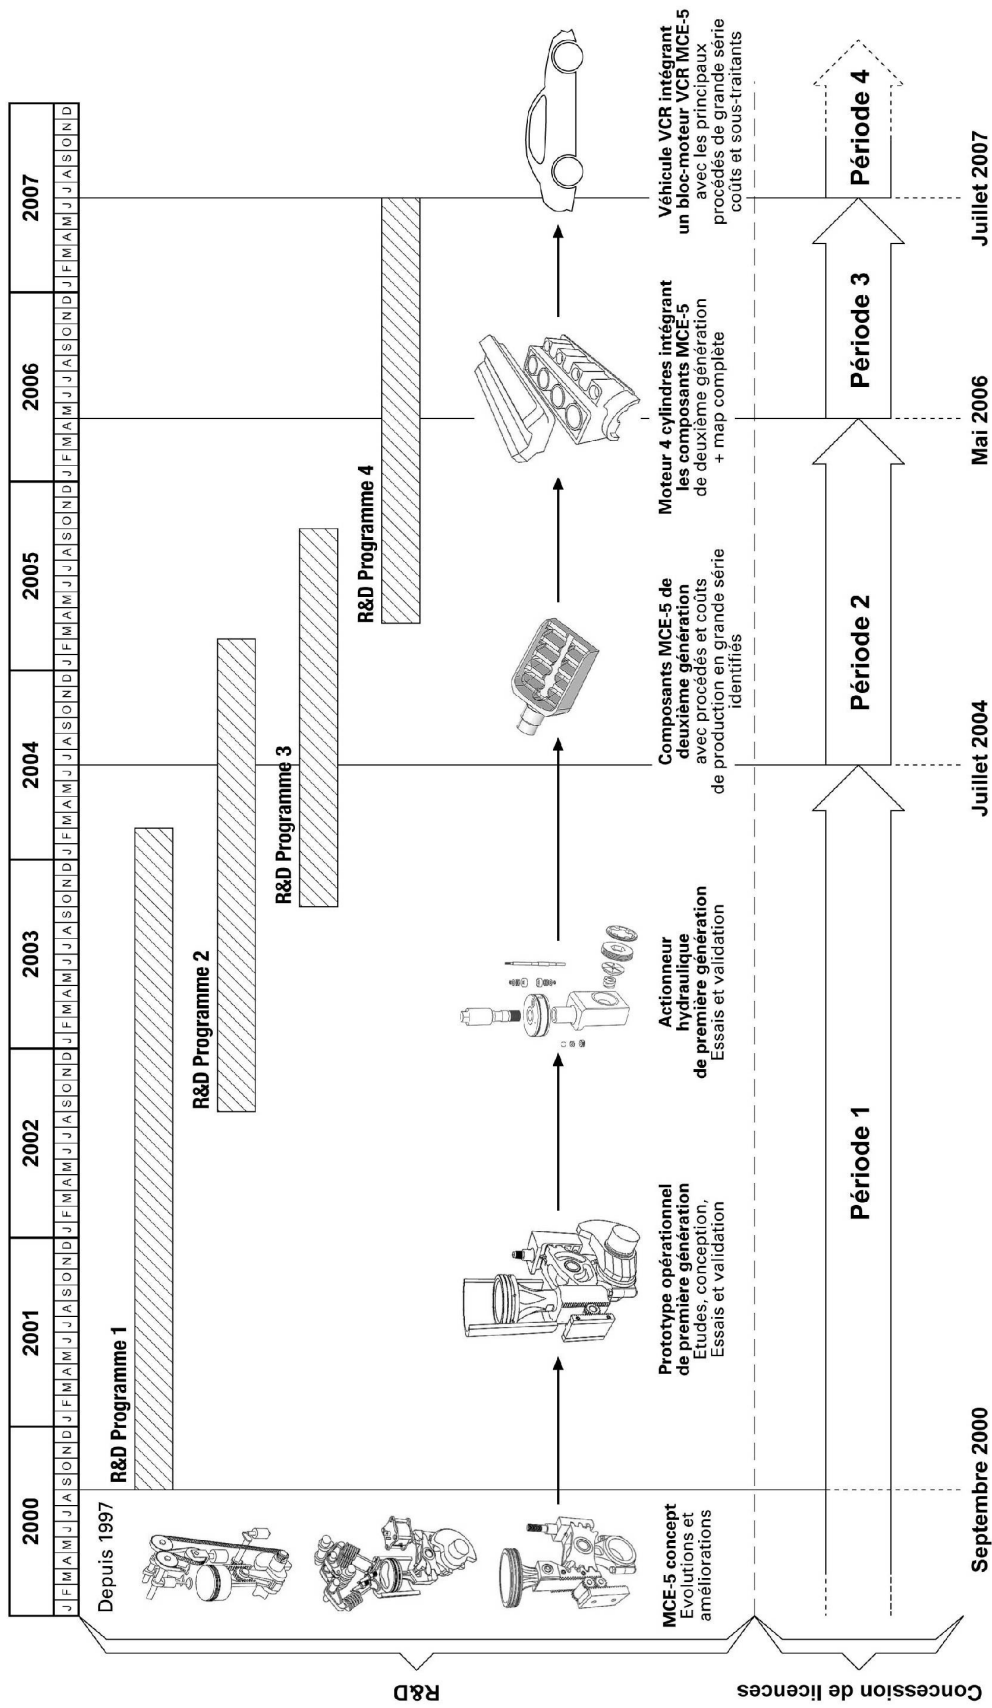 2000 2001 2002 2003 2004 2005 2006 2007
J F M A M J J A S O N D J F M A M J J A S O N D J F M A M J J A S O N D J F M A M J J A S O N D J F M A M J J A S O N D J F M A M J J A S O N D J F M A M J J A S O N D J F M A M J J A S O N D
Depuis 1997
R&D Programme 1
R&D Programme 2
R&D Programme 3
R&D Programme 4
R&D
MCE-5 concept
Evolutions et
améliorations
Prototype opérationnel
de première génération
Etudes, conception,
Essais et validation
Actionneur
hydraulique
de première génération
Essais et validation
Composants MCE-5 de
deuxième génération
avec procédés et coûts
de production en grande série
identifiés
Moteur 4 cylindres intégrant
les composants MCE-5
de deuxième génération
+ map complète
Véhicule VCR intégrant
un bloc-moteur VCR MCE-5
avec les principaux
procédés de grande série
coûts et sous-traitants
Concession de licences
Période 1
Période 2
Période 3
Période 4
Septembre 2000
Juillet 2004
Mai 2006
Juillet 2007